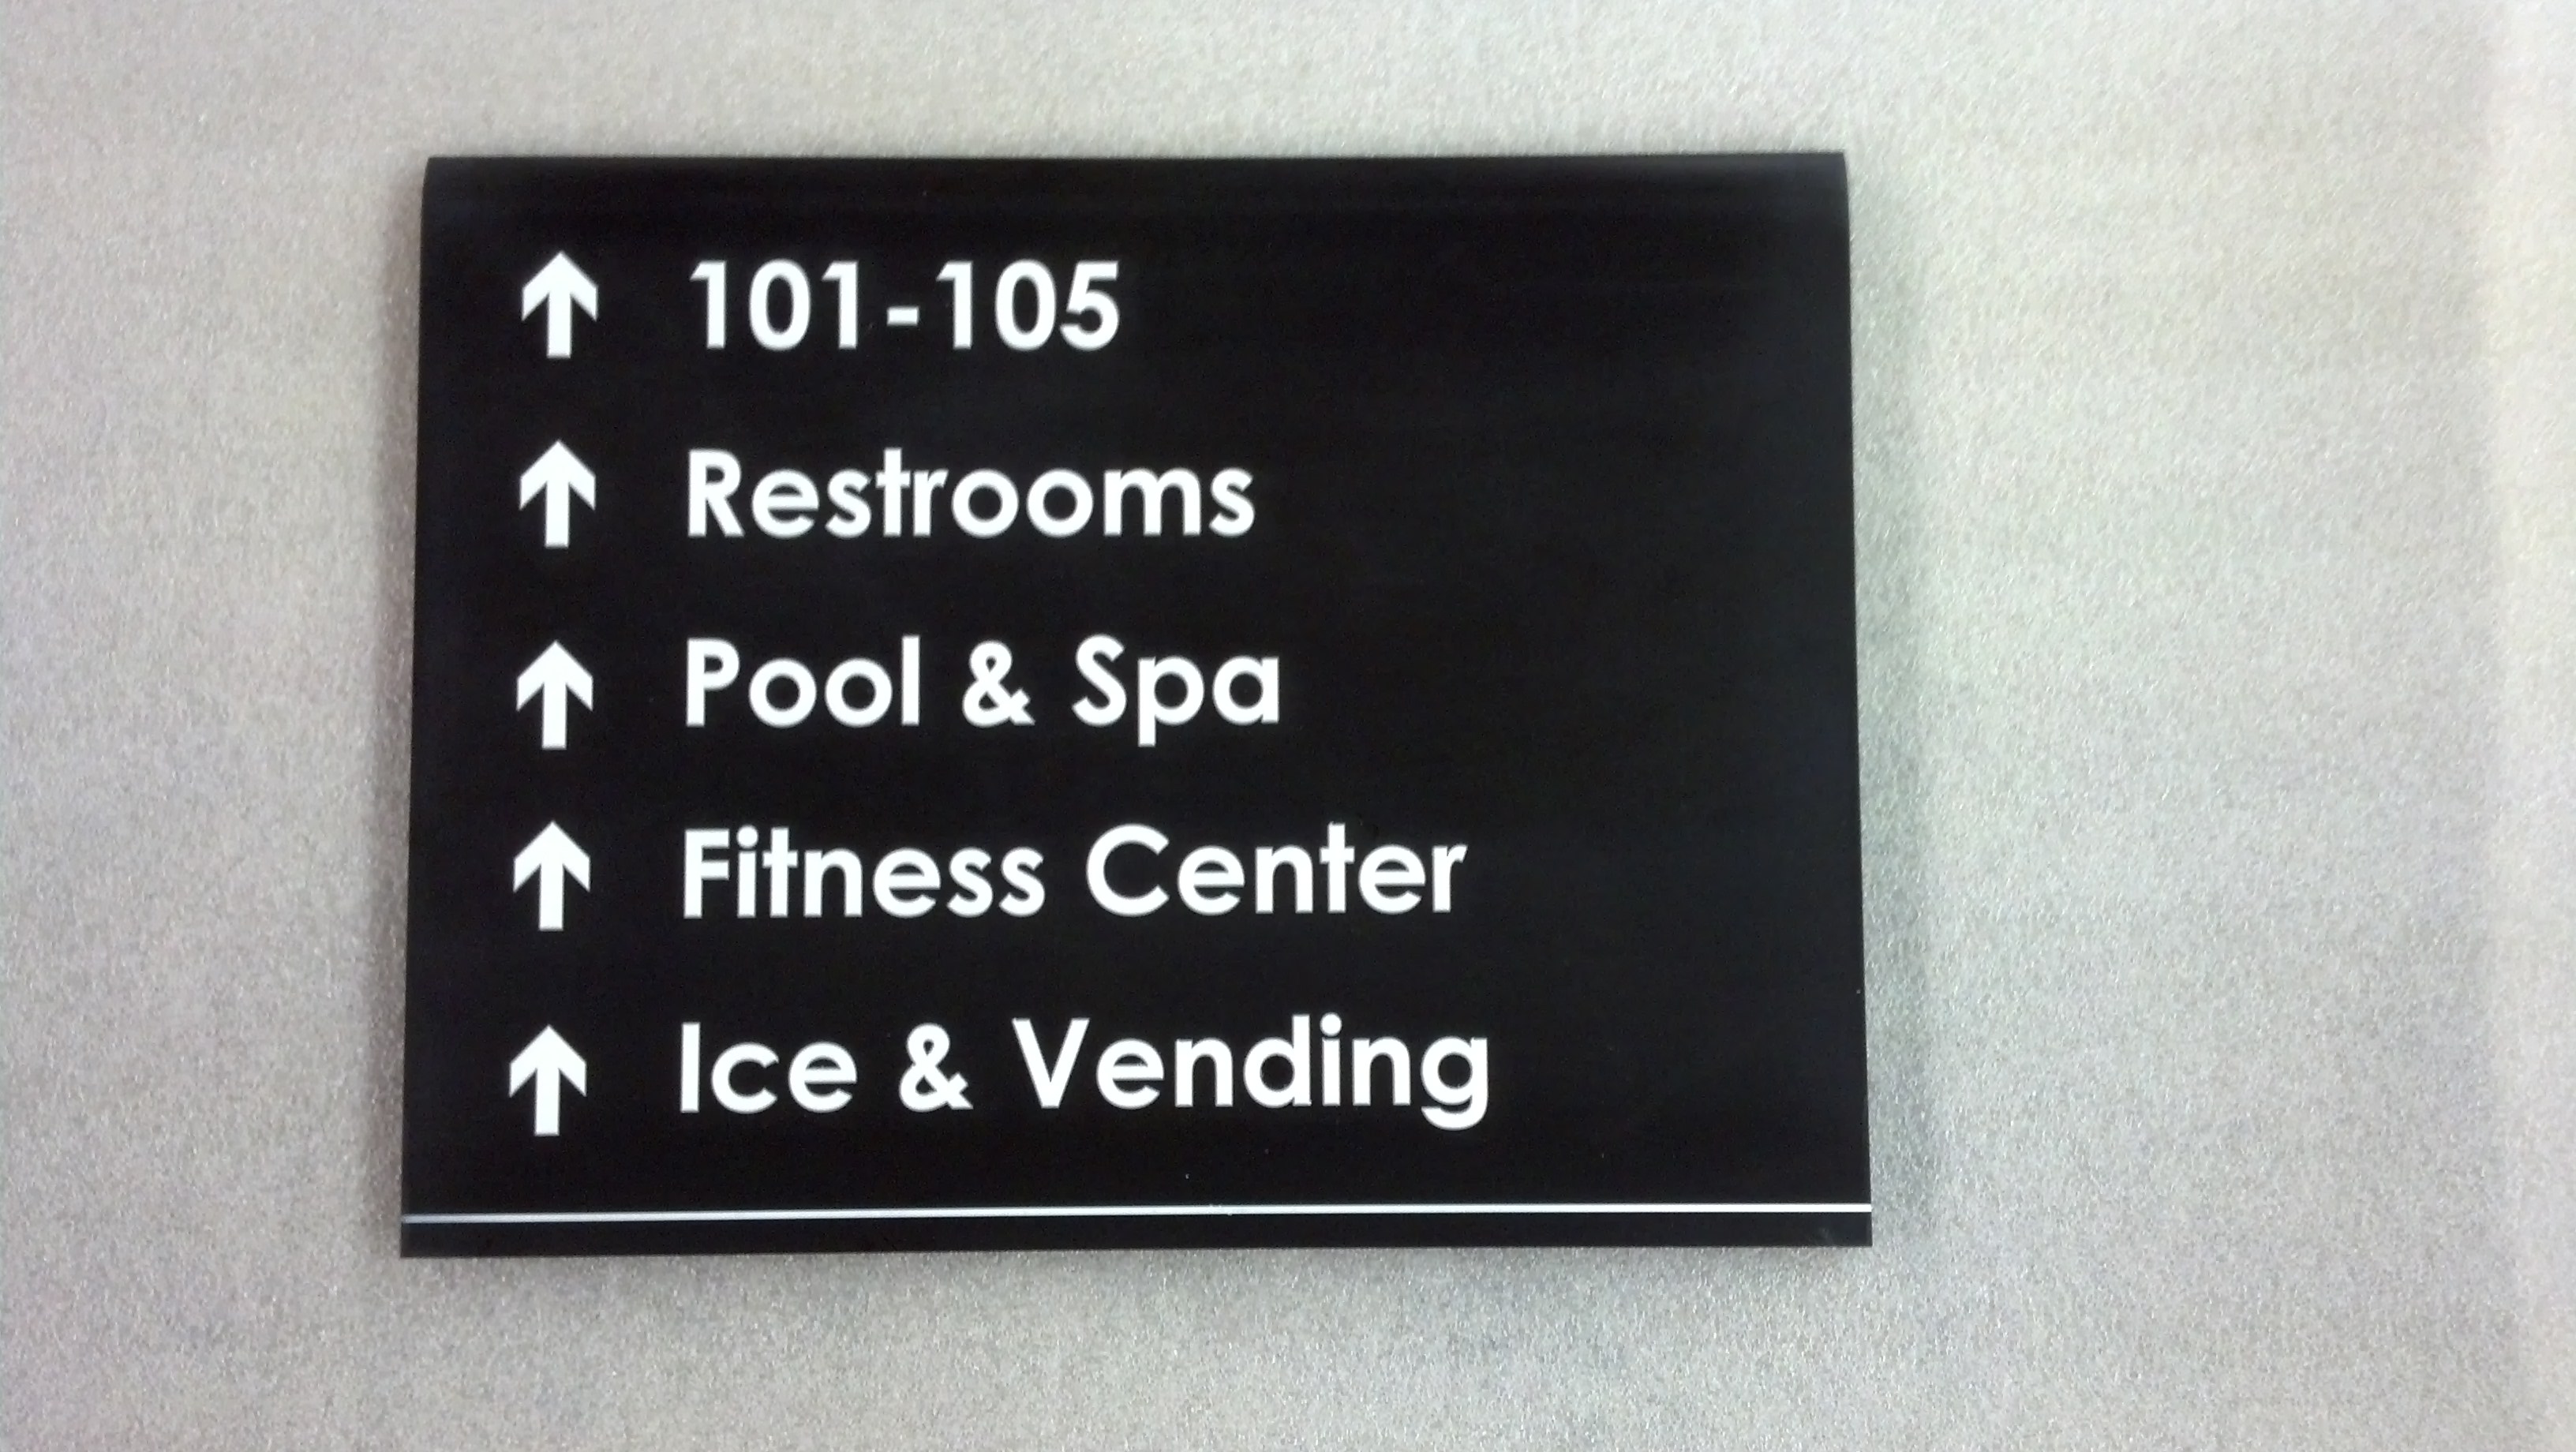 ↑ 101-105
↑ Restrooms
↑ Pool & Spa
↑ Fitness Center
↑ Ice & Vending